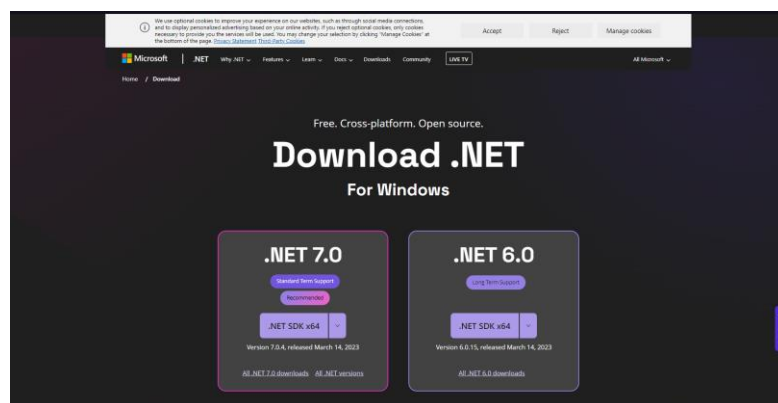 We use optional cookies to improve your experience on our websites, such as through social media connections,
and to display personalized advertising based on your online activity. If you reject optional cookies, only cookies
necessary to provide you the services will be used. You may change your selection by clicking "Manage Cookies" at
the bottom of the page. Privacy Statement Third-Party Cookies
Accept
Reject
Manage cookies
Microsoft | .NET Why .NET Features Learn Docs Downloads Community LIVE TV All Microsoft
Home / Download
Free. Cross-platform. Open source.
Download .NET
For Windows
.NET 7.0
Standard Term Support
Recommended
.NET SDK x64
Version 7.0.4, released March 14, 2023
All .NET 7.0 downloads All .NET versions
.NET 6.0
Long Term Support
.NET SDK x64
Version 6.0.15, released March 14, 2023
All .NET 6.0 downloads